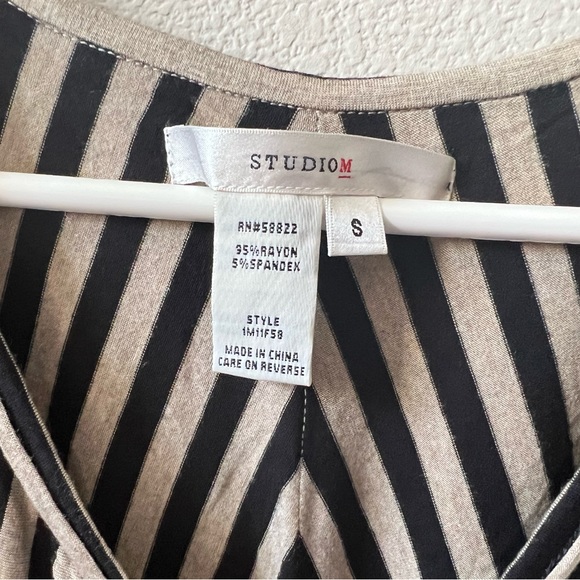 STUDIOM
S
RN#58822
95%RAYON
5%SPANDEX
STYLE
1M11F58
MADE IN CHINA
CARE ON REVERSE